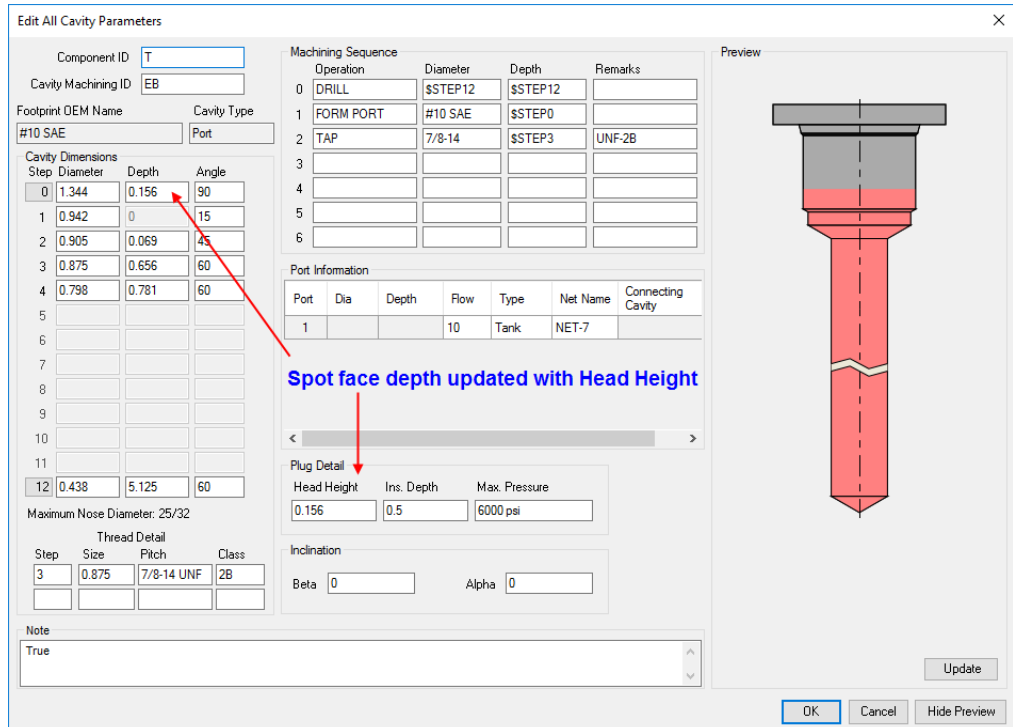 Edit All Cavity Parameters
Component ID T
Cavity Machining ID EB
Footprint OEM Name Cavity Type
#10 SAE Port
Cavity Dimensions
Step Diameter Depth Angle
0 1.344 0.156 90
1 0.942 0 15
2 0.905 0.069 45
3 0.875 0.656 60
4 0.798 0.781 60
5
6
7
8
9
10
11
12 0.438 5.125 60
Maximum Nose Diameter: 25/32
Thread Detail
Step Size Pitch Class
3 0.875 7/8-14 UNF 2B
Machining Sequence
Operation Diameter Depth Remarks
0 DRILL $STEP12 $STEP12
1 FORM PORT #10 SAE $STEP0
2 TAP 7/8-14 $STEP3 UNF-2B
3
4
5
6
Port Information
Port Dia Depth Flow Type Net Name Connecting
Cavity
1 10 Tank NET-7
Spot face depth updated with Head Height
Plug Detail
Head Height Ins. Depth Max. Pressure
0.156 0.5 6000 psi
Inclination
Beta 0 Alpha 0
Note
True
Preview
Update
OK Cancel Hide Preview